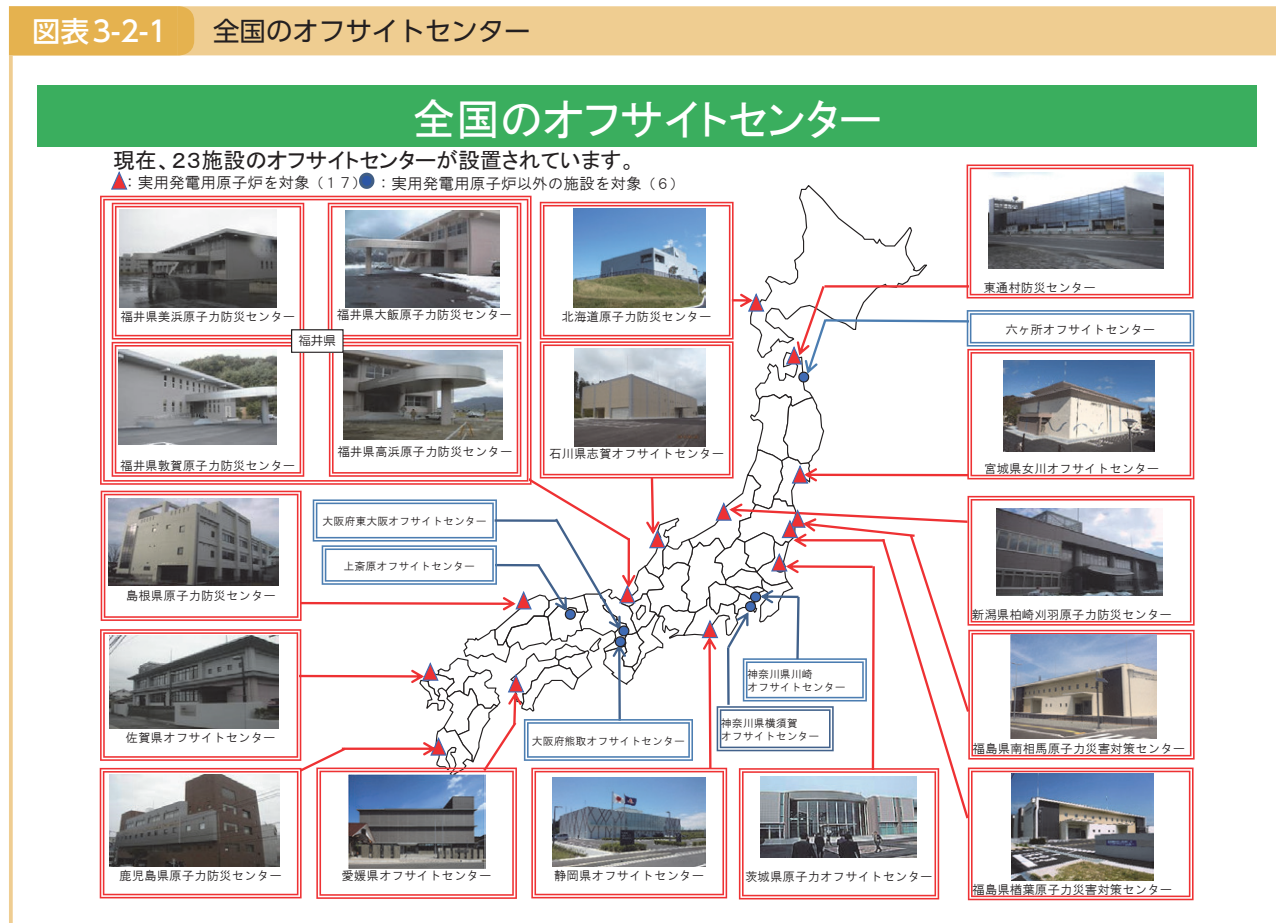 図表3-2-1 全国のオフサイトセンター
全国のオフサイトセンター
現在、23施設のオフサイトセンターが設置されています。
▲：実用発電用原子炉を対象（１７）●：実用発電用原子炉以外の施設を対象（６）
福井県美浜原子力防災センター
福井県大飯原子力防災センター
福井県
福井県敦賀原子力防災センター
福井県高浜原子力防災センター
北海道原子力防災センター
石川県志賀オフサイトセンター
東通村防災センター
六ヶ所オフサイトセンター
宮城県女川オフサイトセンター
大阪府東大阪オフサイトセンター
上斎原オフサイトセンター
島根県原子力防災センター
新潟県柏崎刈羽原子力防災センター
佐賀県オフサイトセンター
大阪府熊取オフサイトセンター
神奈川県川崎
オフサイトセンター
神奈川県横須賀
オフサイトセンター
福島県南相馬原子力災害対策センター
鹿児島県原子力防災センター
愛媛県オフサイトセンター
静岡県オフサイトセンター
茨城県原子力オフサイトセンター
福島県楢葉原子力災害対策センター